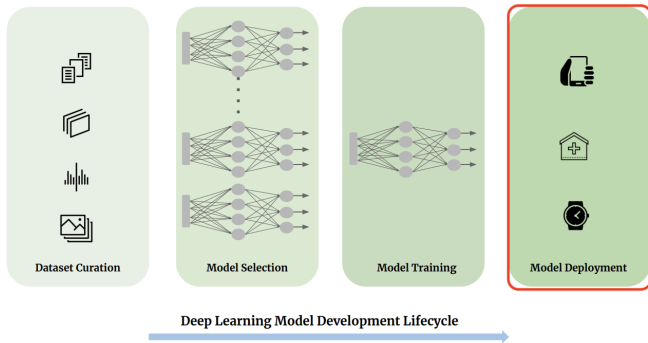 Dataset Curation
Model Selection
Model Training
Model Deployment
Deep Learning Model Development Lifecycle